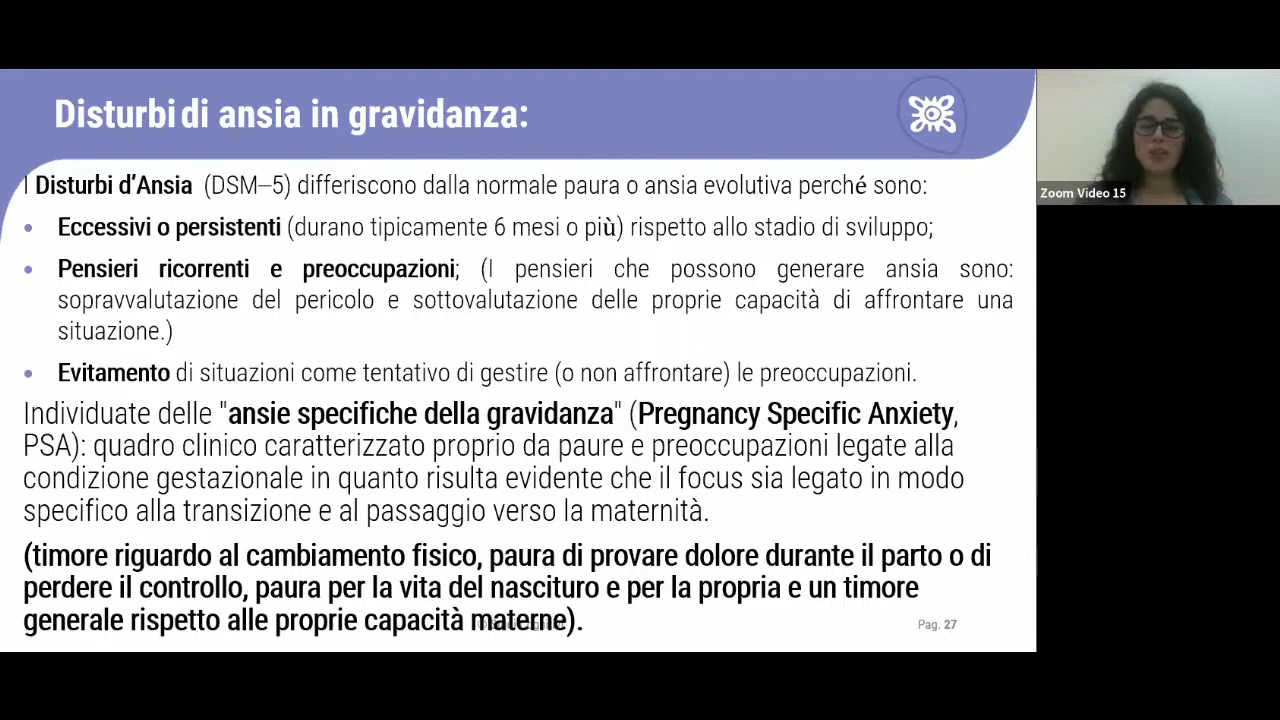 Disturbi di ansia in gravidanza:
I Disturbi d’Ansia (DSM–5) differiscono dalla normale paura o ansia evolutiva perché sono:
• Eccessivi o persistenti (durano tipicamente 6 mesi o più) rispetto allo stadio di sviluppo;
• Pensieri ricorrenti e preoccupazioni; (I pensieri che possono generare ansia sono:
sopravvalutazione del pericolo e sottovalutazione delle proprie capacità di affrontare una
situazione.)
• Evitamento di situazioni come tentativo di gestire (o non affrontare) le preoccupazioni.
Individuate delle "ansie specifiche della gravidanza" (Pregnancy Specific Anxiety,
PSA): quadro clinico caratterizzato proprio da paure e preoccupazioni legate alla
condizione gestazionale in quanto risulta evidente che il focus sia legato in modo
specifico alla transizione e al passaggio verso la maternità.
(timore riguardo al cambiamento fisico, paura di provare dolore durante il parto o di
perdere il controllo, paura per la vita del nascituro e per la propria e un timore
generale rispetto alle proprie capacità materne).
Pag. 27
Zoom Video 15